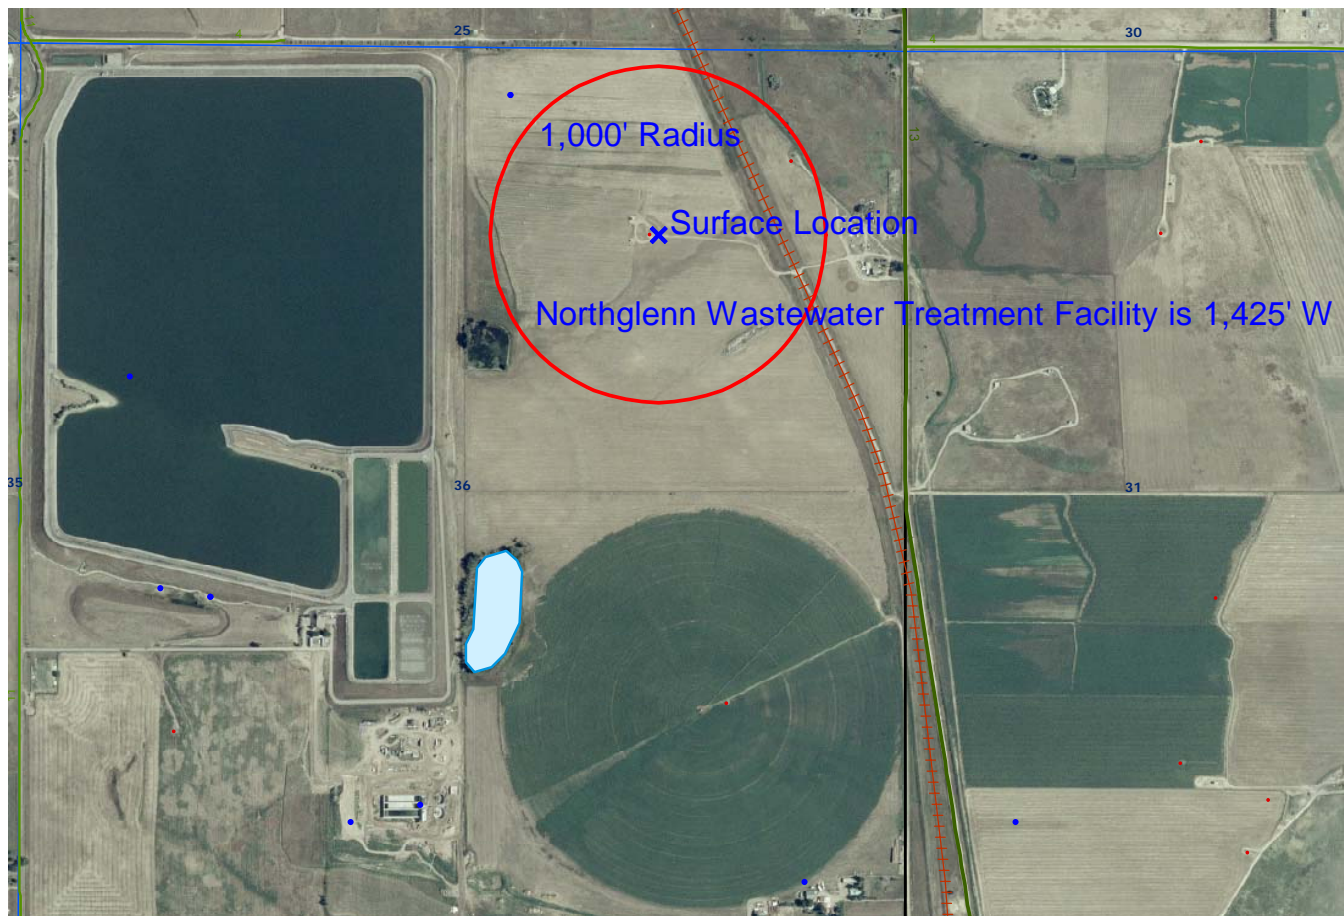 25
30
1,000' Radius
13
Surface Location
Northglenn Wastewater Treatment Facility is 1,425' W
35
36
31